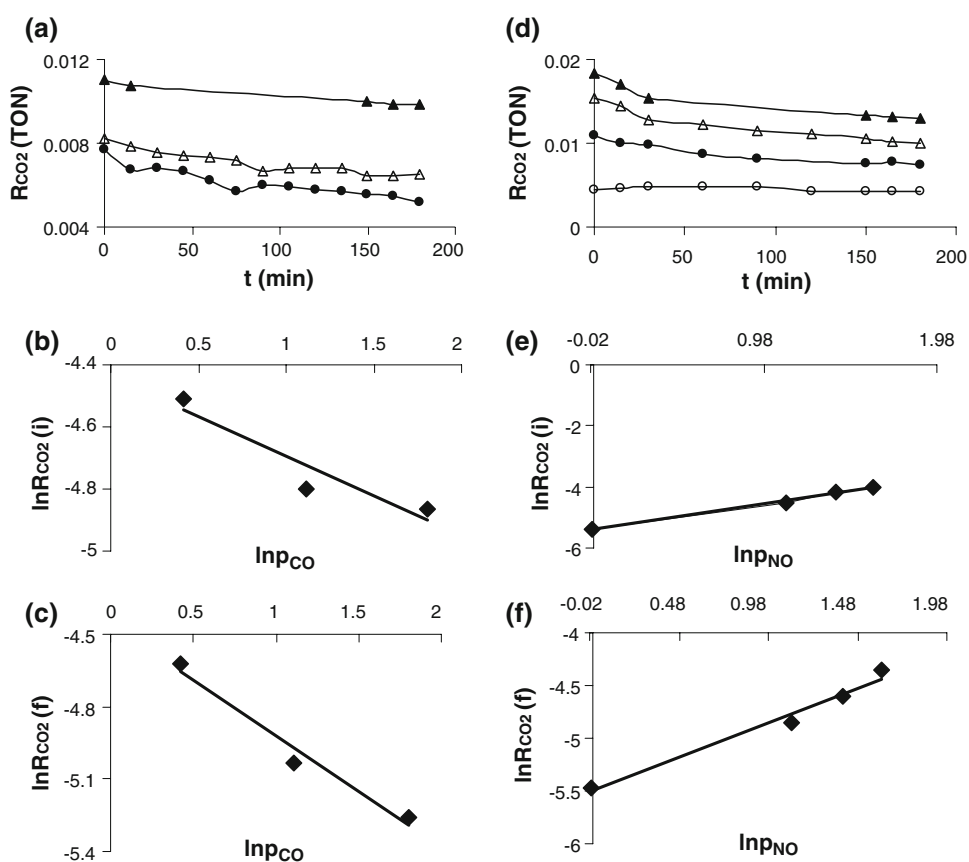 (a)
0.012
0.008
0.004
RCO2 (TON)
0
50
100
150
200
t (min)
(d)
0.02
0.01
0
RCO2 (TON)
0
50
100
150
200
t (min)
(b)
0
0.5
1
1.5
2
-4.4
-4.6
-4.8
-5
lnRCO2 (i)
lnpCO
(e)
-0.02
0.98
1.98
0
-2
-4
-6
lnRCO2 (i)
lnpNO
(c)
0
0.5
1
1.5
2
-4.5
-4.8
-5.1
-5.4
lnRCO2 (f)
lnpCO
(f)
-0.02
0.48
0.98
1.48
1.98
-4
-4.5
-5
-5.5
-6
lnRCO2 (f)
lnpNO